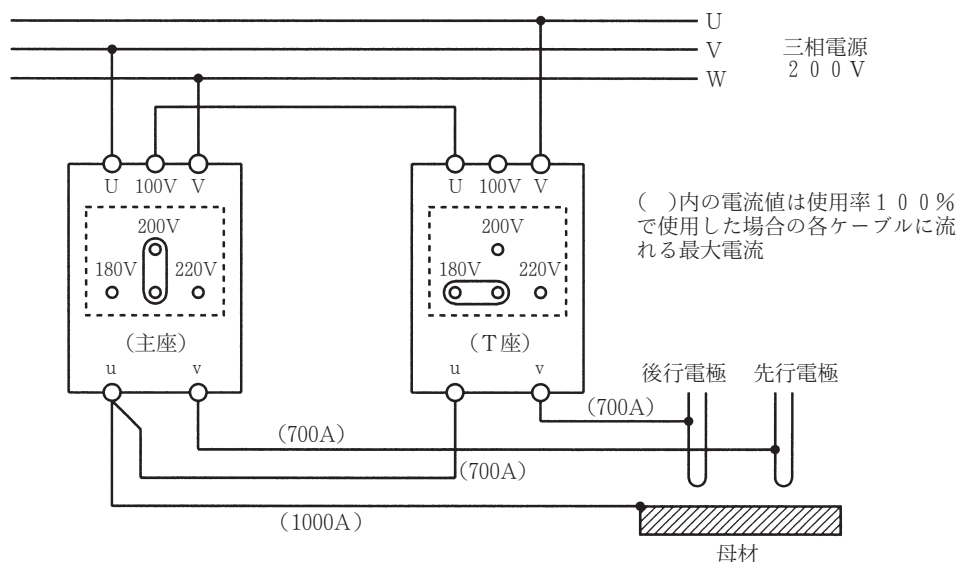 U
V
W
三相電源
200V
U 100V V
200V
180V 220V
(主座)
u v
U 100V V
200V
180V 220V
(T座)
u v
( )内の電流値は使用率100%
で使用した場合の各ケーブルに流
れる最大電流
後行電極 先行電極
(700A)
(700A)
(700A)
(1000A)
母材